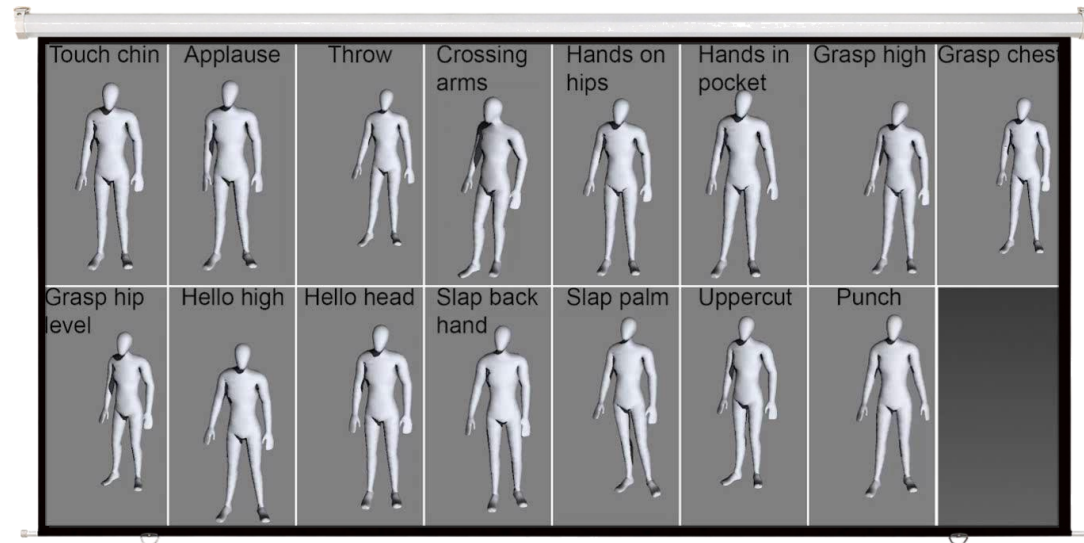 Touch chin
Applause
Throw
Crossing
arms
Hands on
hips
Hands in
pocket
Grasp high
Grasp chest
Grasp hip
level
Hello high
Hello head
Slap back
hand
Slap palm
Uppercut
Punch